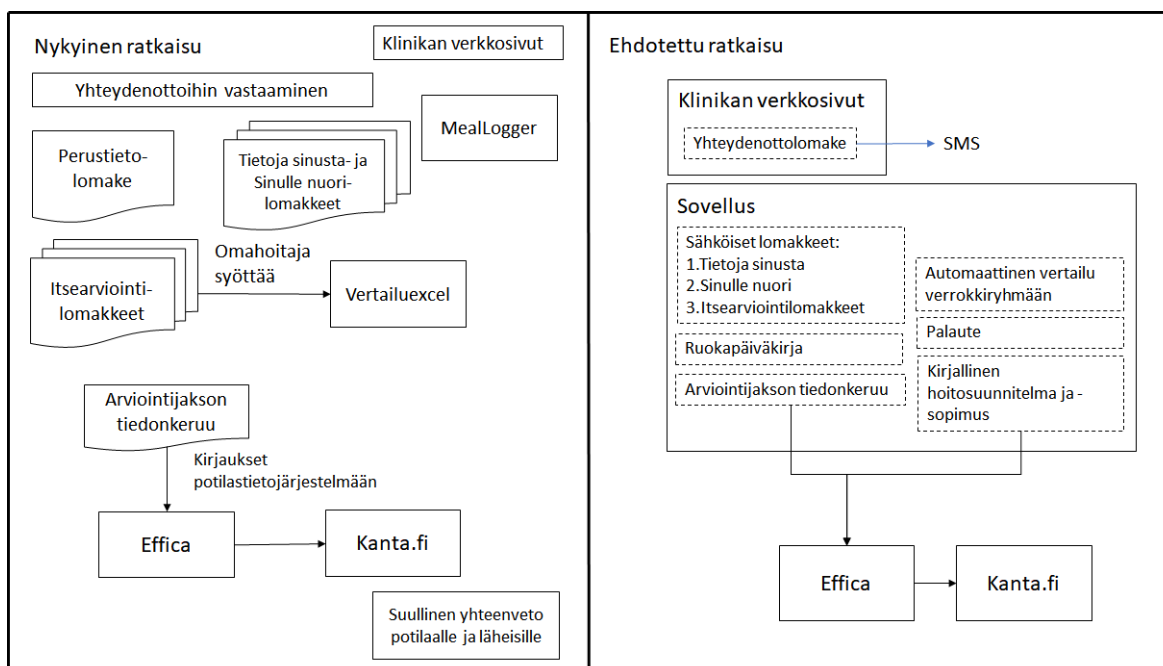 Nykyinen ratkaisu
Klinikan verkkosivut
Yhteydenottoihin vastaaminen
MealLogger
Perustieto-
lomake
Tietoja sinusta- ja
Sinulle nuori-
lomakkeet
Omahoitaja
syöttää
Itsearviointi-
lomakkeet
Vertailuexcel
Arviointijakson
tiedonkeruu
Kirjaukset
potilastietojärjestelmään
Effica
Kanta.fi
Suullinen yhteenveto
potilaalle ja läheisille
Ehdotettu ratkaisu
Klinikan verkkosivut
Yhteydenottolomake
SMS
Sovellus
Sähköiset lomakkeet:
1.Tietoja sinusta
2.Sinulle nuori
3.Itsearviointilomakkeet
Ruokapäiväkirja
Arviointijakson tiedonkeruu
Automaattinen vertailu
verrokkiryhmään
Palaute
Kirjallinen
hoitosuunnitelma ja -
sopimus
Effica
Kanta.fi